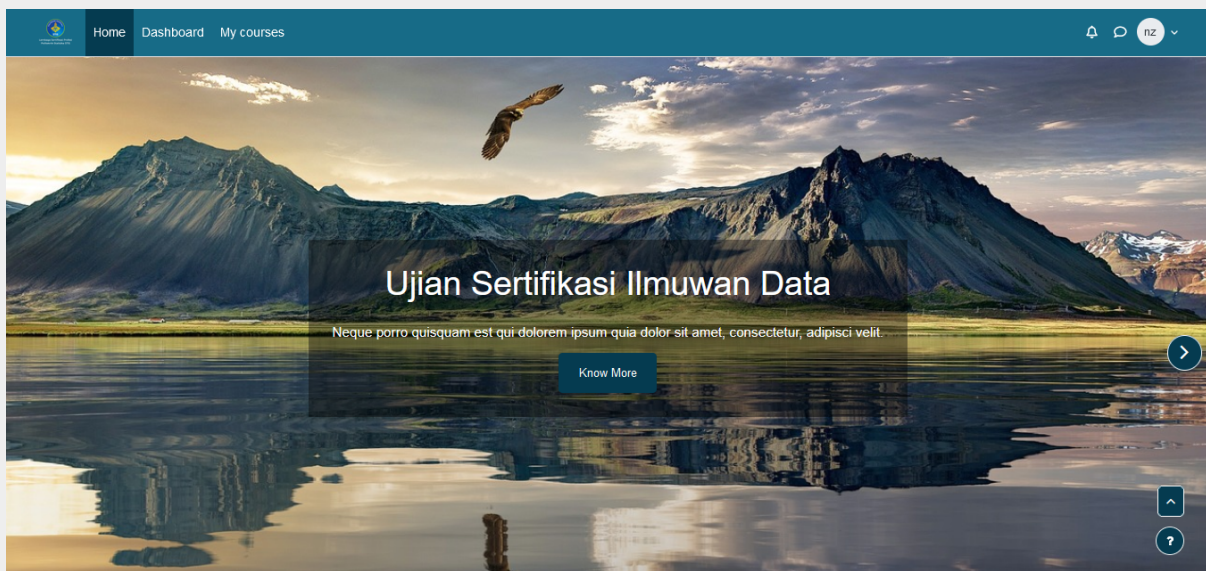 Home Dashboard My courses
nz
Ujian Sertifikasi Ilmuwan Data
Neque porro quisquam est qui dolorem ipsum quia dolor sit amet, consectetur, adipisci velit.
Know More
?